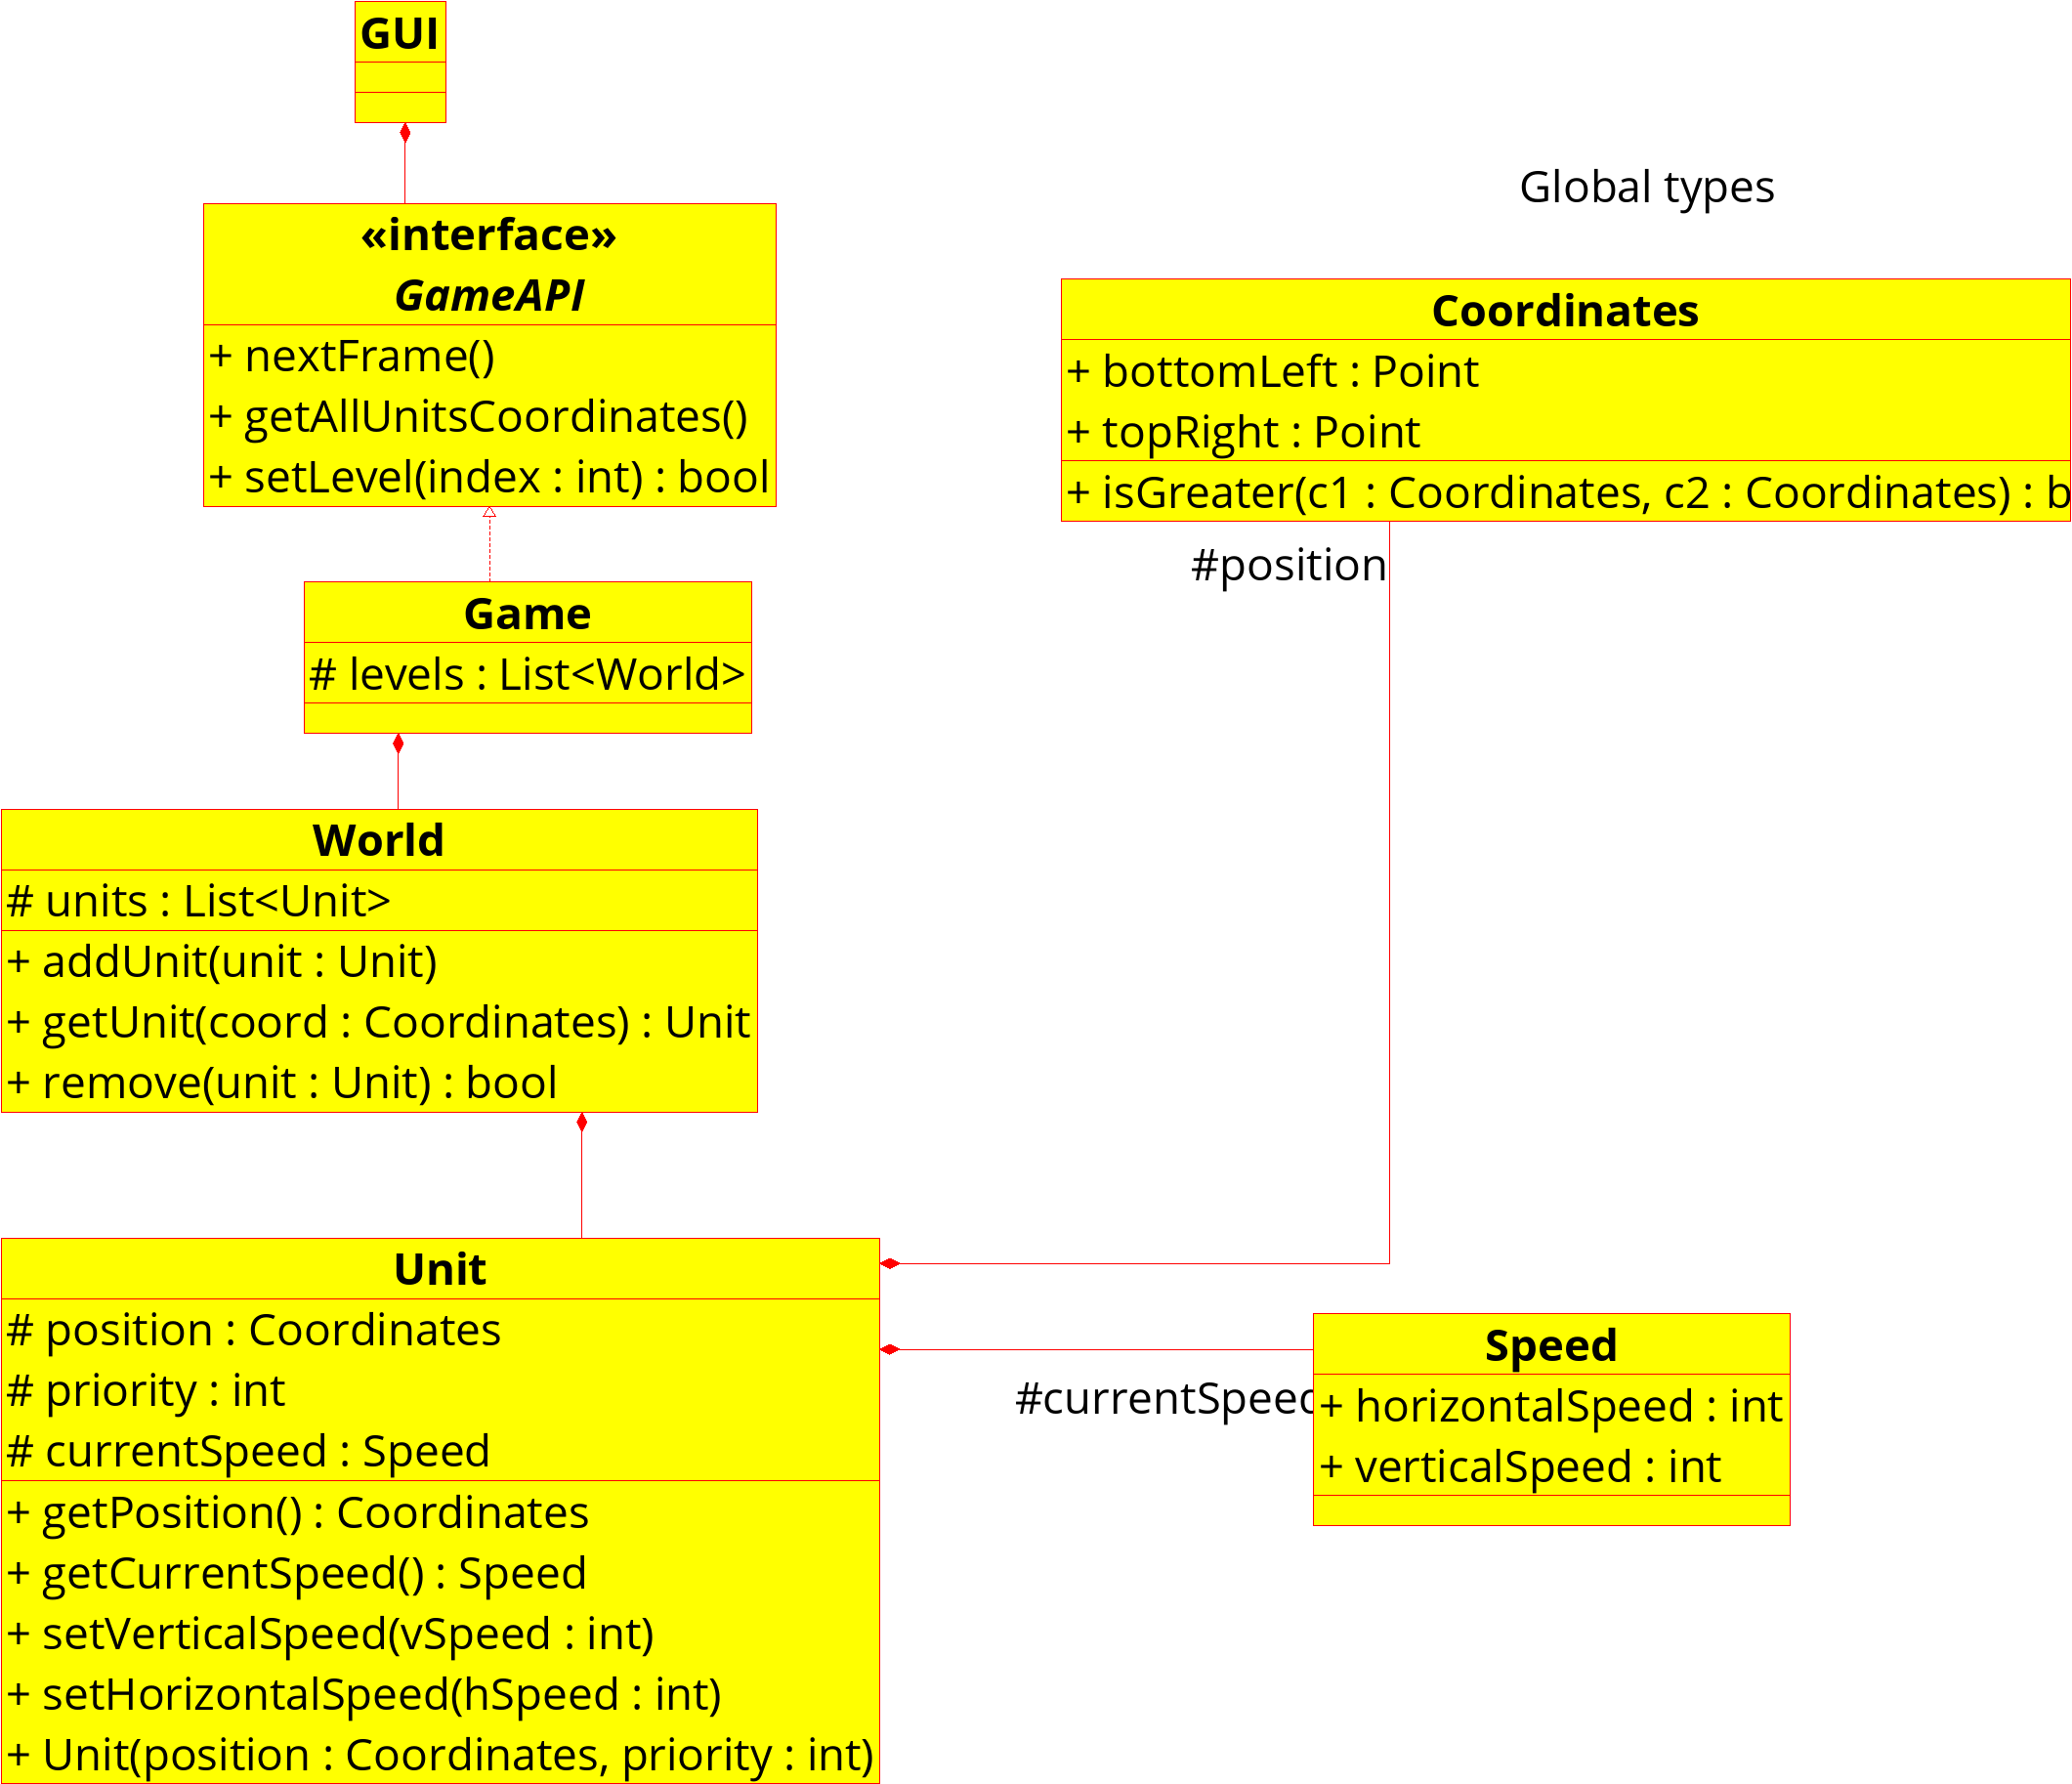 GUI
«interface»
GameAPI
+ nextFrame()
+ getAllUnitsCoordinates()
+ setLevel(index : int) : bool
Game
# levels : List<World>
World
# units : List<Unit>
+ addUnit(unit : Unit)
+ getUnit(coord : Coordinates) : Unit
+ remove(unit : Unit) : bool
Unit
# position : Coordinates
# priority : int
# currentSpeed : Speed
+ getPosition() : Coordinates
+ getCurrentSpeed() : Speed
+ setVerticalSpeed(vSpeed : int)
+ setHorizontalSpeed(hSpeed : int)
+ Unit(position : Coordinates, priority : int)
Global types
Coordinates
+ bottomLeft : Point
+ topRight : Point
+ isGreater(c1 : Coordinates, c2 : Coordinates) : b
#position
#currentSpeed
Speed
+ horizontalSpeed : int
+ verticalSpeed : int